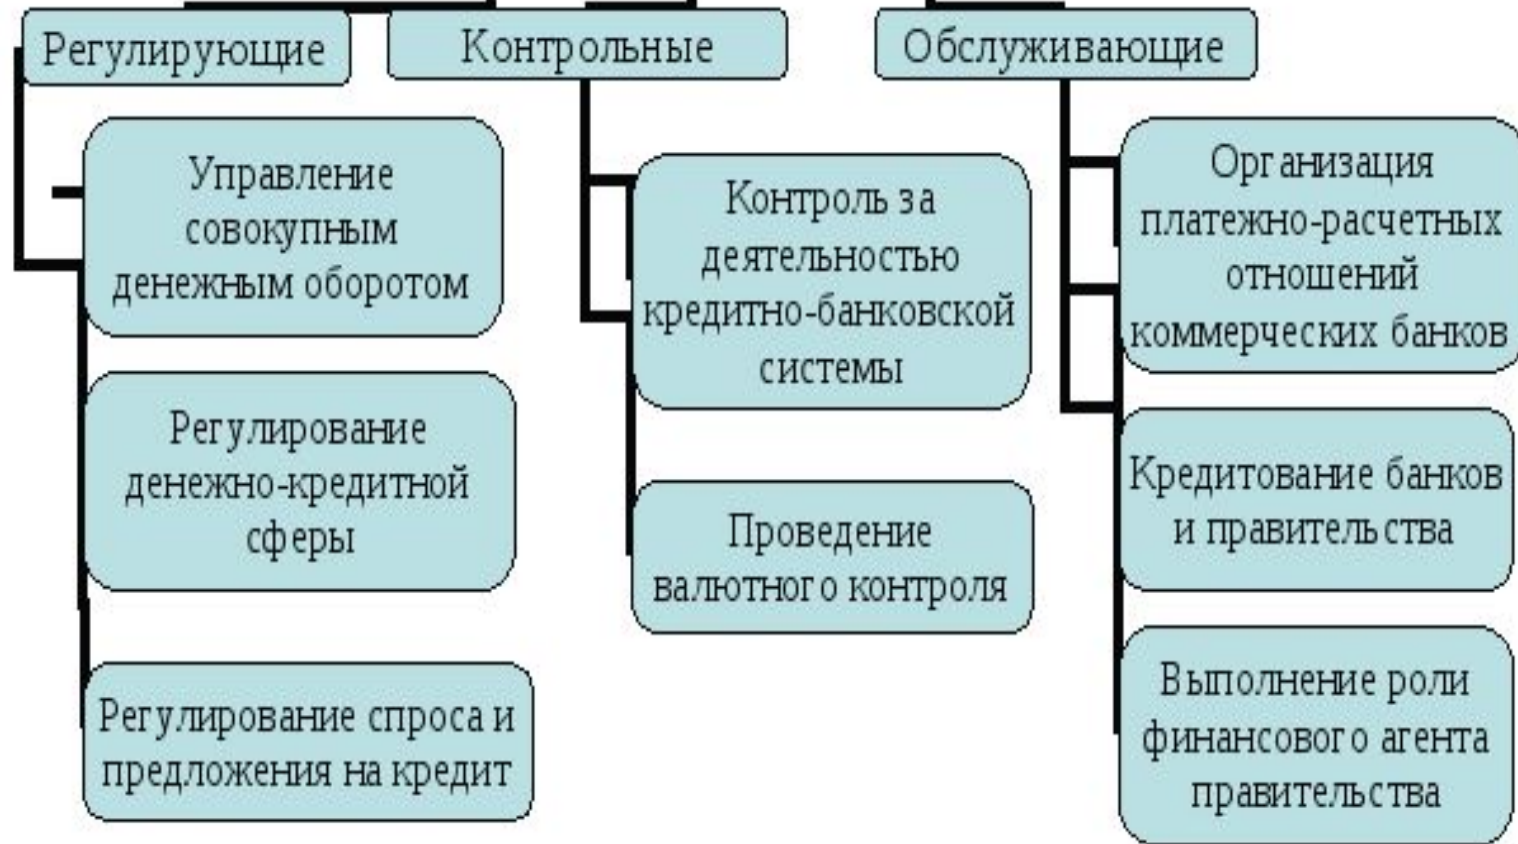 Регулирующие
Контрольные
Обслуживающие
Управление
совокупным
денежным оборотом
Регулирование
денежно-кредитной
сферы
Регулирование спроса и
предложения на кредит
Контроль за
деятельностью
кредитно-банковской
системы
Проведение
валютного контроля
Организация
платежно-расчетных
отношений
коммерческих банков
Кредитование банков
и правительства
Выполнение роли
финансового агента
правительства